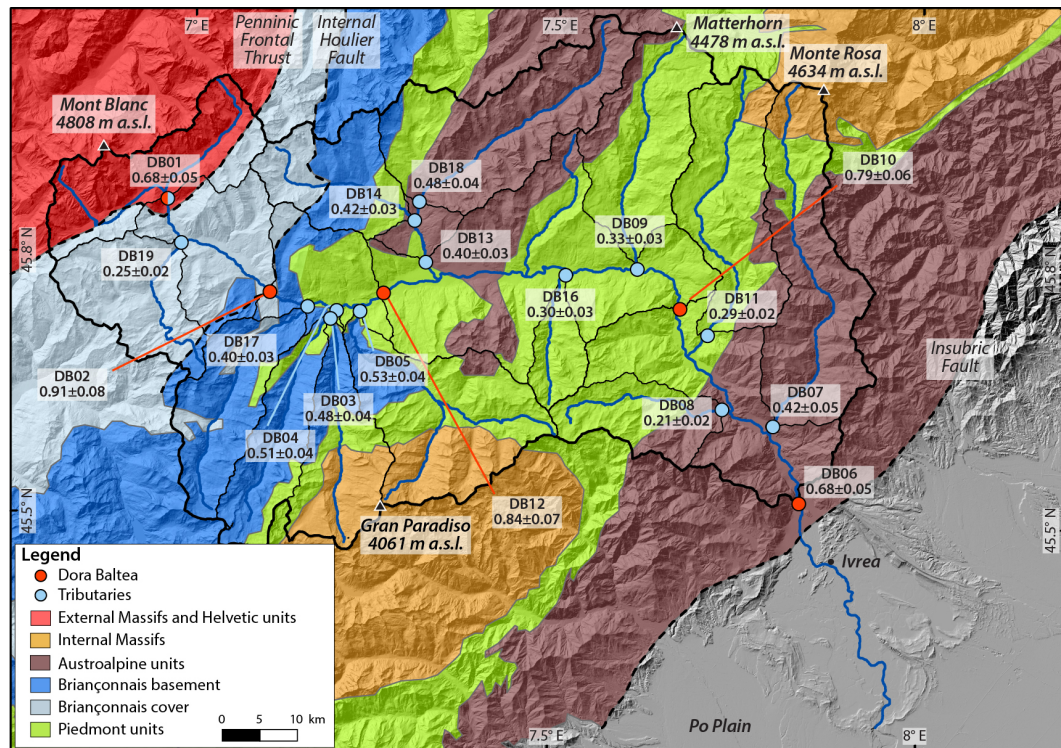 7° E
7.5° E
8° E
Penninic
Frontal
Thrust
Internal
Houlier
Fault
Matterhorn
4478 m a.s.l.
Monte Rosa
4634 m a.s.l.
Mont Blanc
4808 m a.s.l.
DB01
0.68±0.05
DB18
0.48±0.04
DB10
0.79±0.06
DB14
0.42±0.03
DB19
0.25±0.02
DB13
0.40±0.03
DB09
0.33±0.03
45.8° N
45.8° N
DB16
0.30±0.03
DB11
0.29±0.02
DB17
0.40±0.03
DB05
0.53±0.04
Insubric
Fault
DB02
0.91±0.08
DB03
0.48±0.04
DB08
0.21±0.02
DB07
0.42±0.05
DB04
0.51±0.04
DB06
0.68±0.05
DB12
0.84±0.07
45.5° N
45.5° N
Gran Paradiso
4061 m a.s.l.
Ivrea
Legend
Dora Baltea
Tributaries
External Massifs and Helvetic units
Internal Massifs
Austroalpine units
Briançonnais basement
Briançonnais cover
Piedmont units
0 5 10 km
Po Plain
7.5° E
8° E